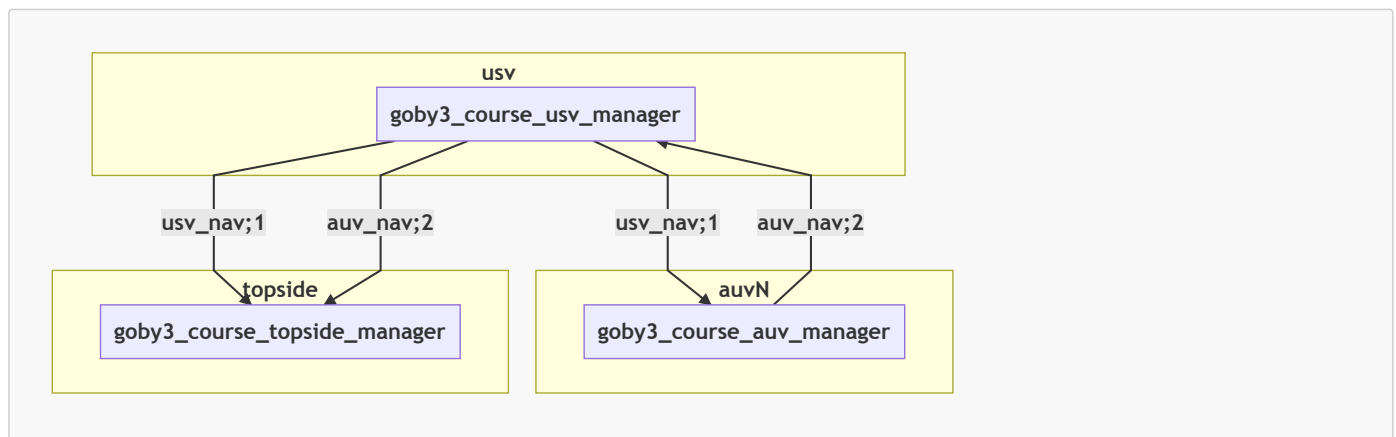 usv
goby3_course_usv_manager
usv_nav;1
auv_nav;2
usv_nav;1
auv_nav;2
topside
goby3_course_topside_manager
auvN
goby3_course_auv_manager